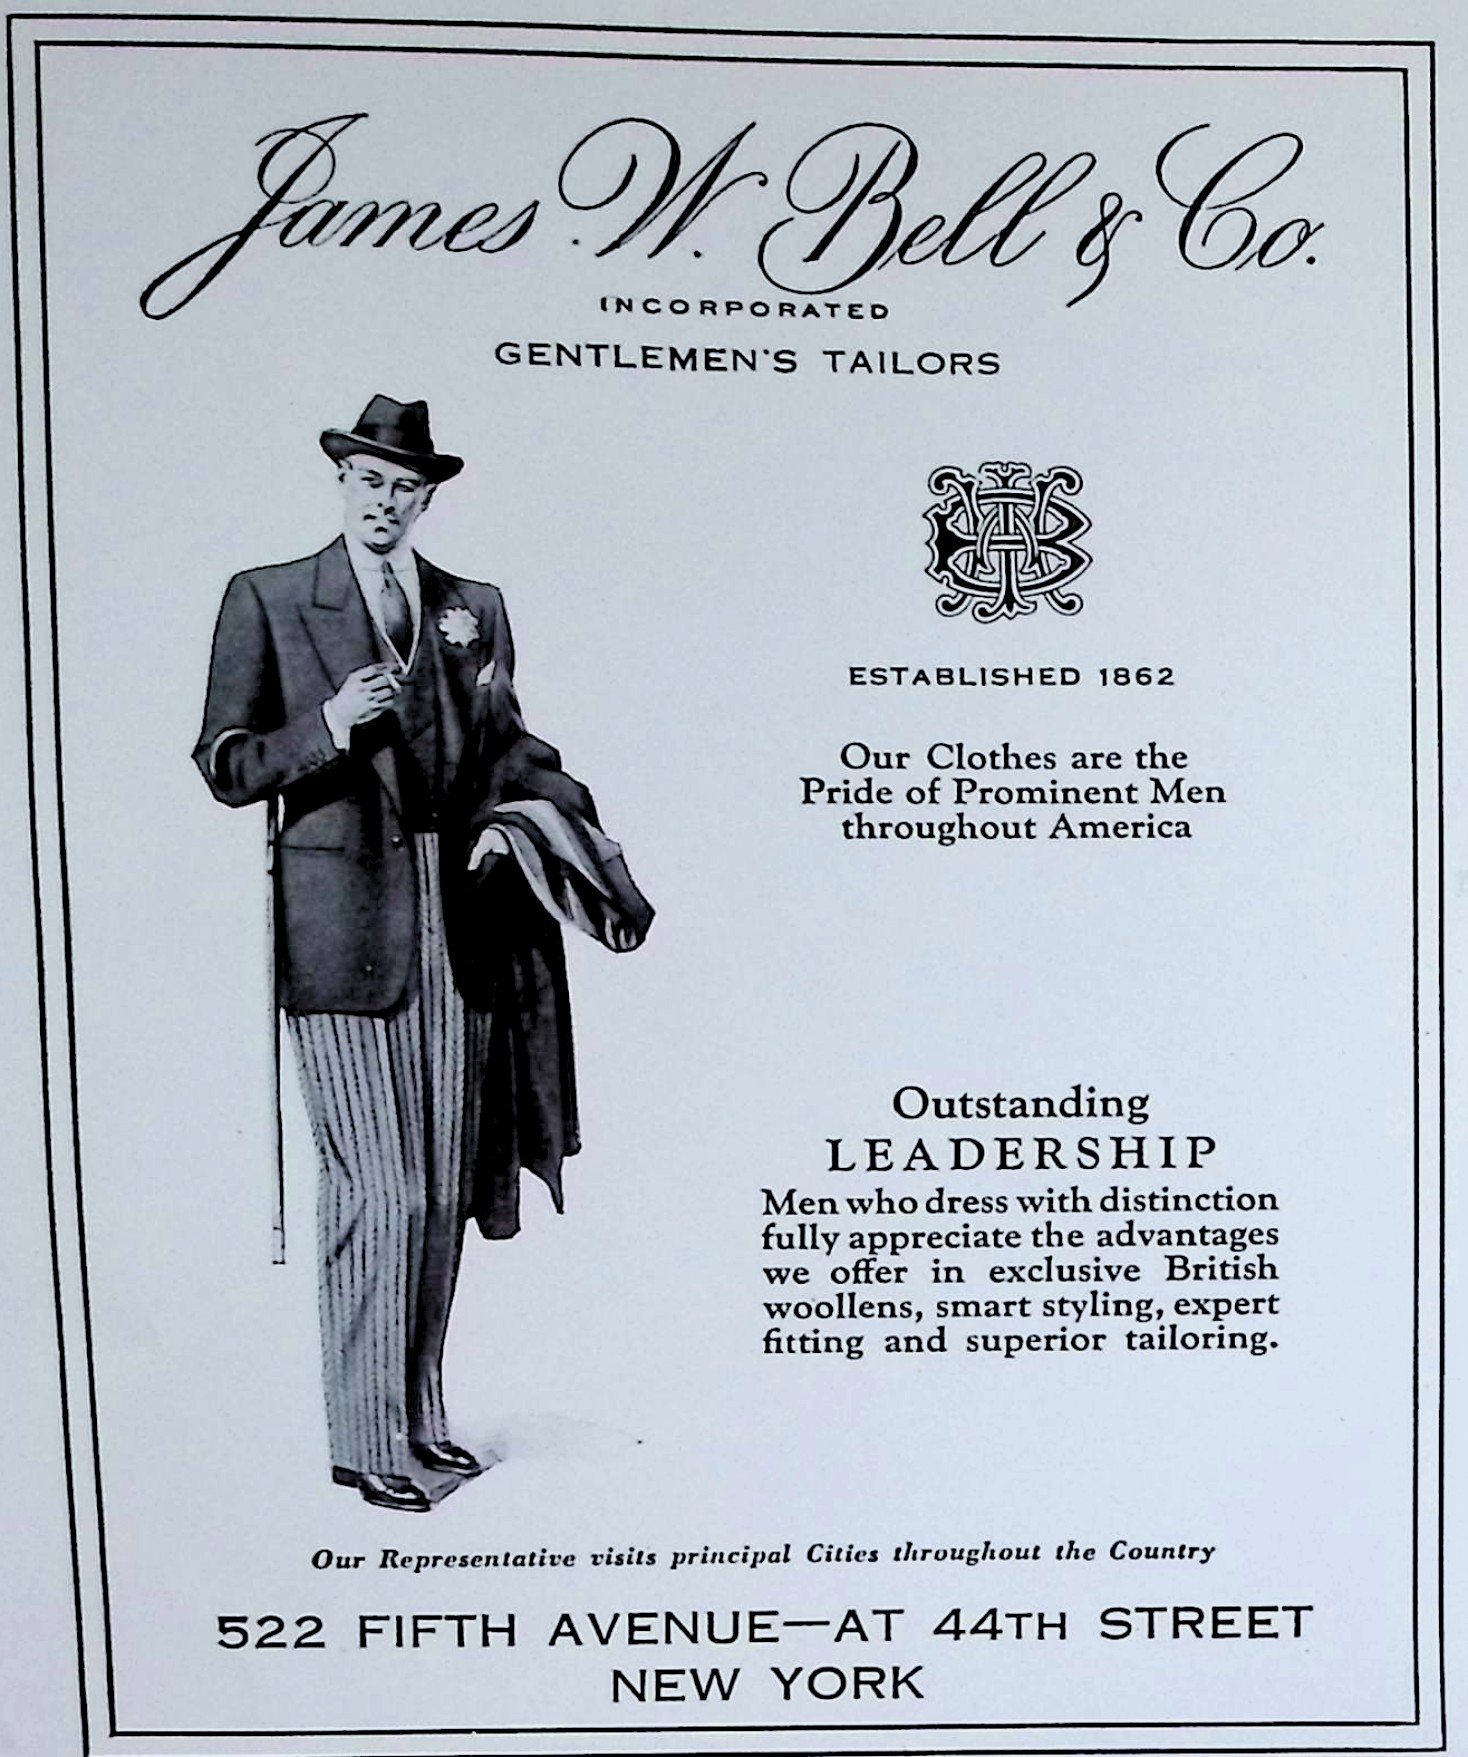 James W. Bell & Co.
INCORPORATED
GENTLEMEN'S TAILORS
ESTABLISHED 1862
Our Clothes are the
Pride of Prominent Men
throughout America
Outstanding
LEADERSHIP
Men who dress with distinction
fully appreciate the advantages
we offer in exclusive British
woollens, smart styling, expert
fitting and superior tailoring.
Our Representative visits principal Cities throughout the Country
522 FIFTH AVENUE—AT 44TH STREET
NEW YORK